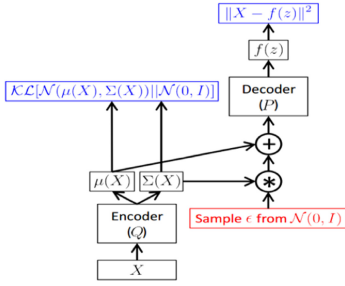 ‖X − f(z)‖²
f(z)
𝒦ℒ[𝒩(μ(X), Σ(X))||𝒩(0, I)]
Decoder
(P)
+
μ(X) Σ(X)
*
Encoder
(Q)
Sample ϵ from 𝒩(0, I)
X